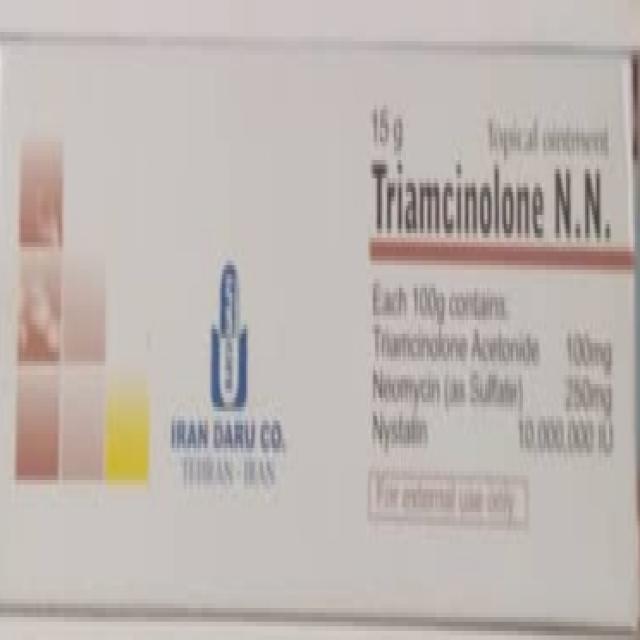 15 g
Topical ointment
Triamcinolone N.N.
Each 100g contains:
Triamcinolone Acetonide 100mg
Neomycin (as Sulfate) 250mg
Nystatin 10.000.000 IU
For external use only
IRAN DARU CO.
TEHRAN - IRAN